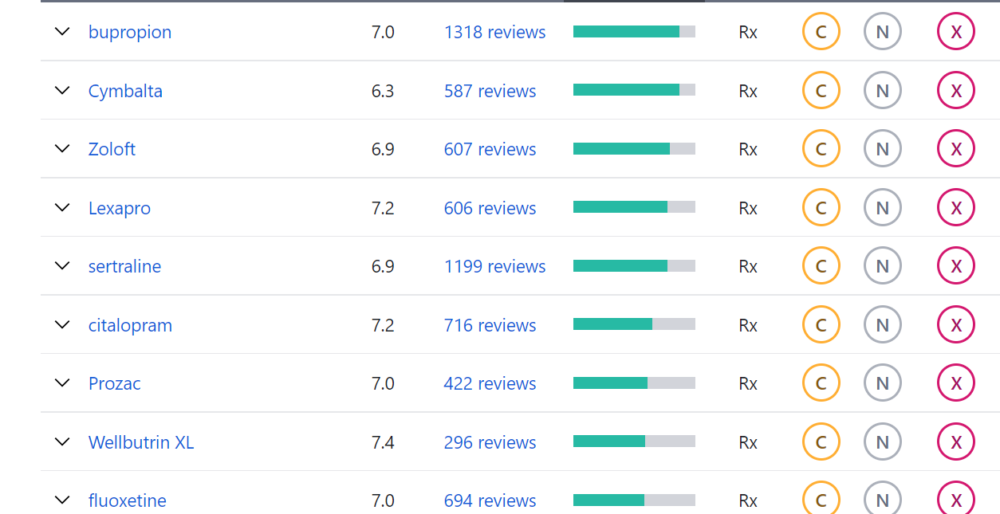 bupropion 7.0 1318 reviews Rx C N X
Cymbalta 6.3 587 reviews Rx C N X
Zoloft 6.9 607 reviews Rx C N X
Lexapro 7.2 606 reviews Rx C N X
sertraline 6.9 1199 reviews Rx C N X
citalopram 7.2 716 reviews Rx C N X
Prozac 7.0 422 reviews Rx C N X
Wellbutrin XL 7.4 296 reviews Rx C N X
fluoxetine 7.0 694 reviews Rx C N X